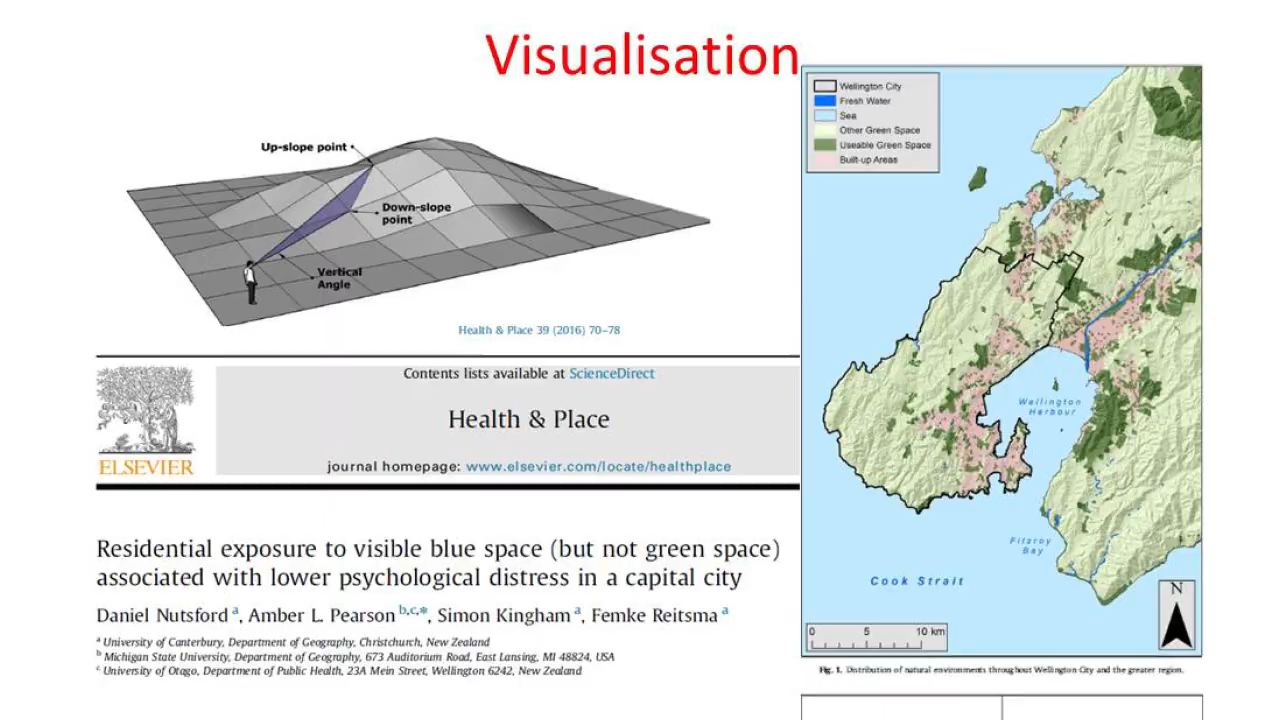 Visualisation
Up-slope point
Down-slope
point
Vertical
Angle
Health & Place 39 (2016) 70–78
Contents lists available at ScienceDirect
Health & Place
journal homepage: www.elsevier.com/locate/healthplace
ELSEVIER
Residential exposure to visible blue space (but not green space)
associated with lower psychological distress in a capital city
Daniel Nutsford a, Amber L. Pearson b,c,*, Simon Kingham a, Femke Reitsma a
a University of Canterbury, Department of Geography, Christchurch, New Zealand
b Michigan State University, Department of Geography, 673 Auditorium Road, East Lansing, MI 48824, USA
c University of Otago, Department of Public Health, 23A Mein Street, Wellington 6242, New Zealand
Wellington City
Fresh Water
Sea
Other Green Space
Useable Green Space
Built-up Areas
Wellington
Harbour
Fitzroy
Bay
Cook Strait
N
0 5 10 km
Fig. 1. Distribution of natural environments throughout Wellington City and the greater region.